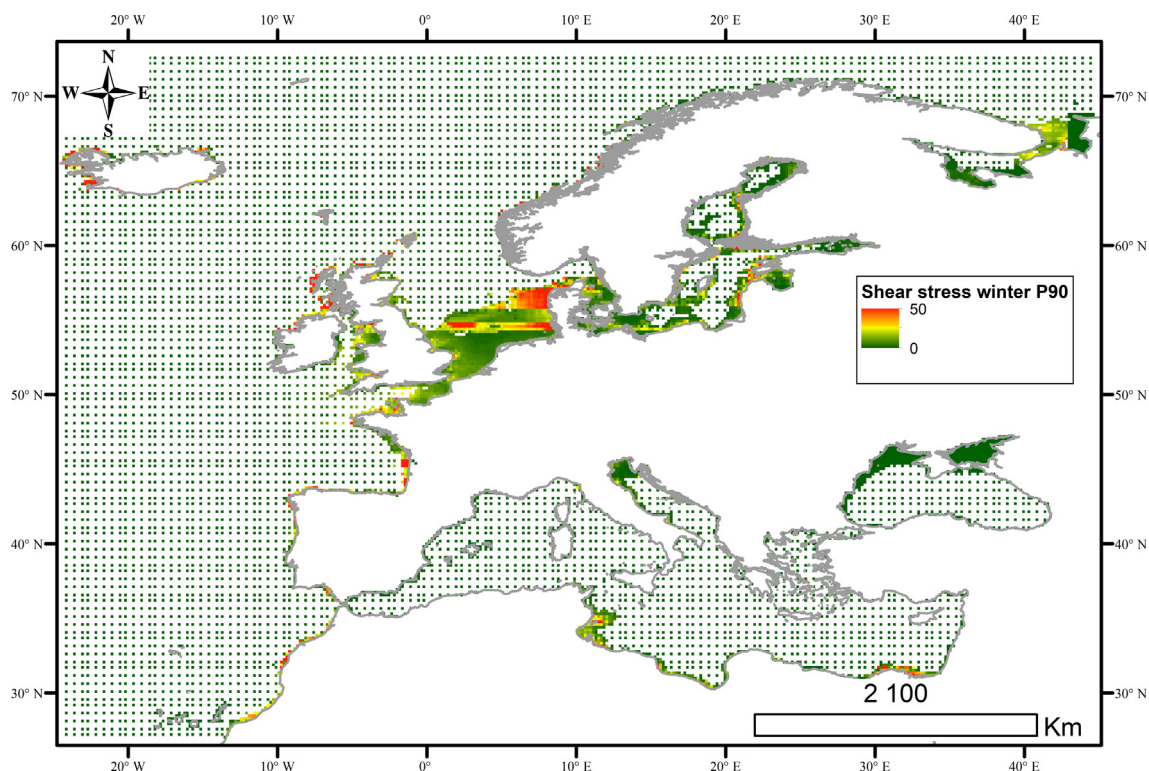 20° W 10° W 0° 10° E 20° E 30° E 40° E
N
W E
S
70° N 70° N
60° N 60° N
Shear stress winter P90
50
0
50° N 50° N
40° N 40° N
30° N 30° N
2 100
Km
20° W 10° W 0° 10° E 20° E 30° E 40° E